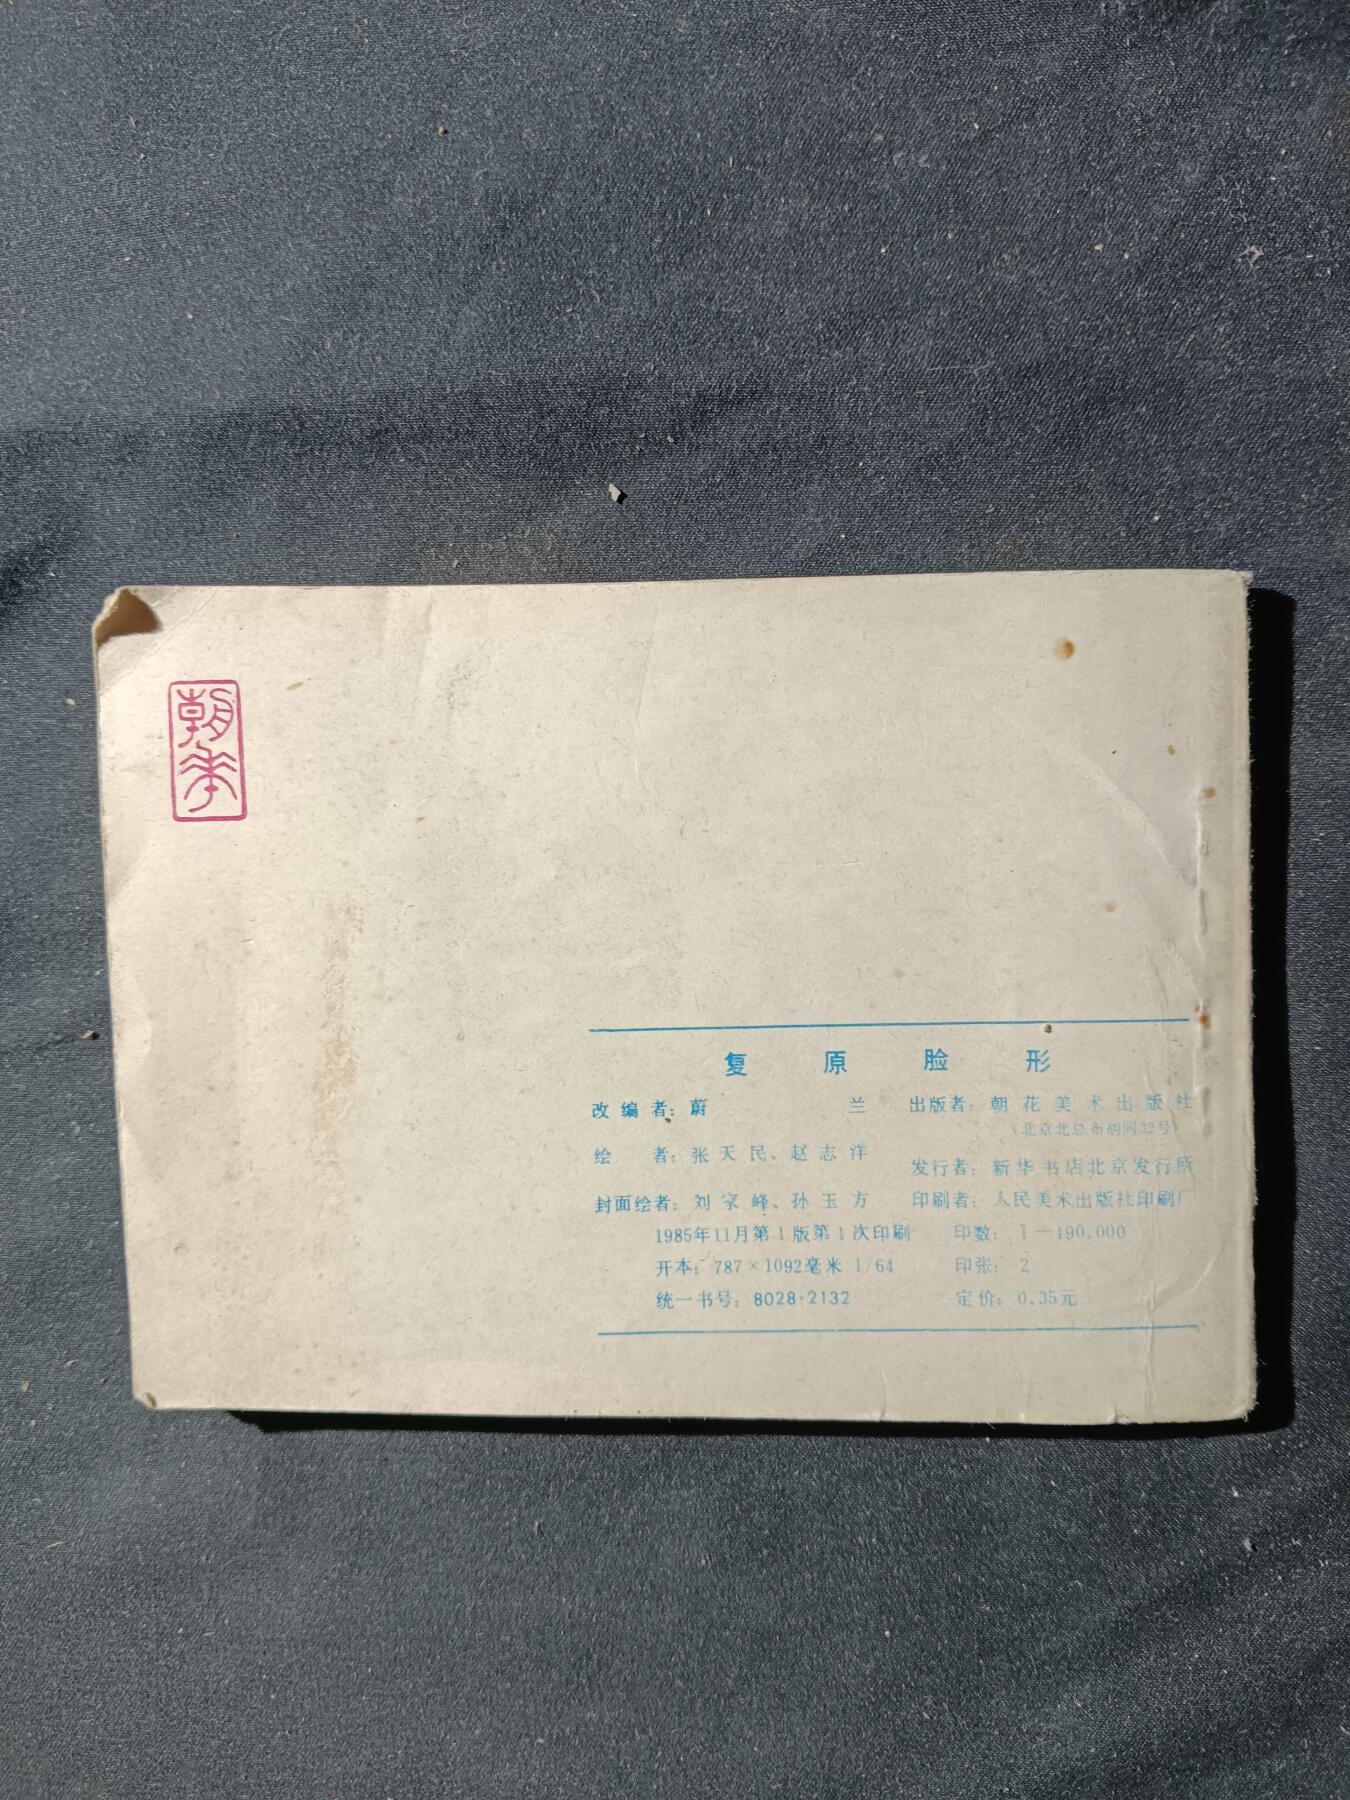 朝花
复原脸形
改编者：蔚兰
绘者：张天民、赵志洋
封面绘者：刘家峰、孙玉方
出版者：朝花美术出版社
（北京北总布胡同32号）
发行者：新华书店北京发行所
印刷者：人民美术出版社印刷厂
1985年11月第1版第1次印刷 印数：1—190,000
开本：787×1092毫米 1/64 印张：2
统一书号：8028·2132 定价：0.35元